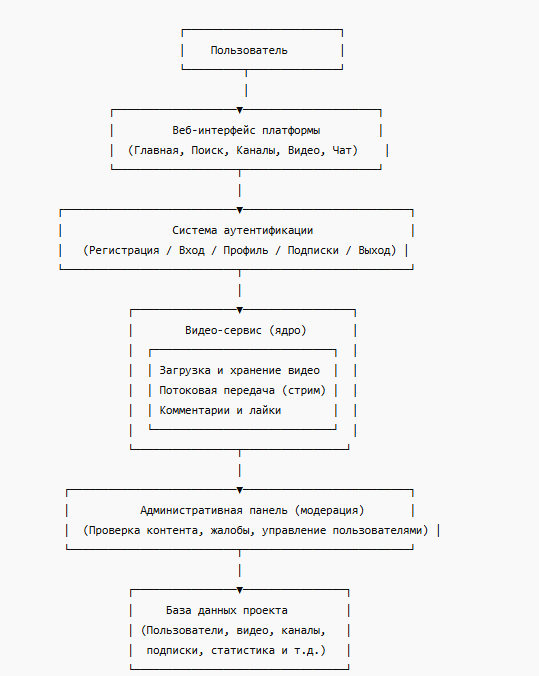 Пользователь
Веб-интерфейс платформы
(Главная, Поиск, Каналы, Видео, Чат)
Система аутентификации
(Регистрация / Вход / Профиль / Подписки / Выход)
Видео-сервис (ядро)
Загрузка и хранение видео
Потоковая передача (стрим)
Комментарии и лайки
Административная панель (модерация)
(Проверка контента, жалобы, управление пользователями)
База данных проекта
(Пользователи, видео, каналы,
подписки, статистика и т.д.)